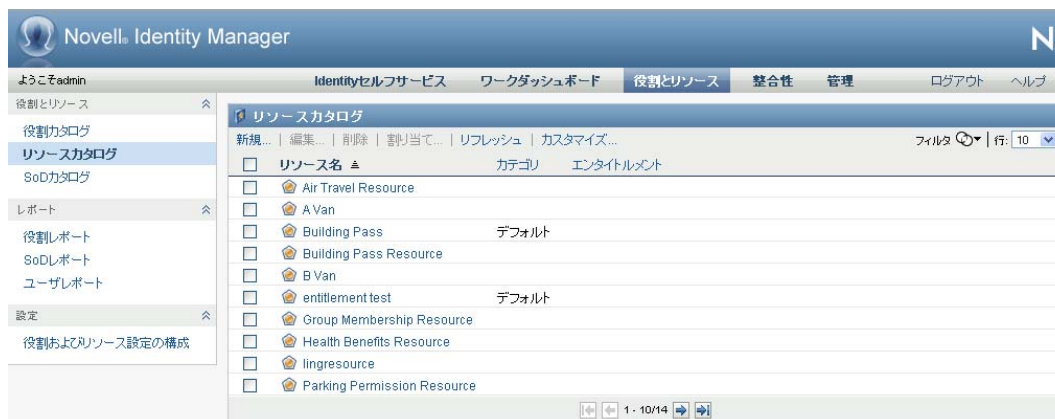 Novell® Identity Manager
N
ようこそadmin
Identityセルフサービス ワークダッシュボード 役割とリソース 整合性 管理 ログアウト ヘルプ
役割とリソース
役割カタログ
リソースカタログ
SoDカタログ
レポート
役割レポート
SoDレポート
ユーザレポート
設定
役割およびリソース設定の構成
リソースカタログ
新規... | 編集... | 削除 | 割り当て... | リフレッシュ | カスタマイズ...
フィルタ | 行: 10
リソース名 カテゴリ エンタイトルメント
Air Travel Resource
A Van
Building Pass デフォルト
Building Pass Resource
B Van
entitlement test デフォルト
Group Membership Resource
Health Benefits Resource
lingresource
Parking Permission Resource
1 - 10/14